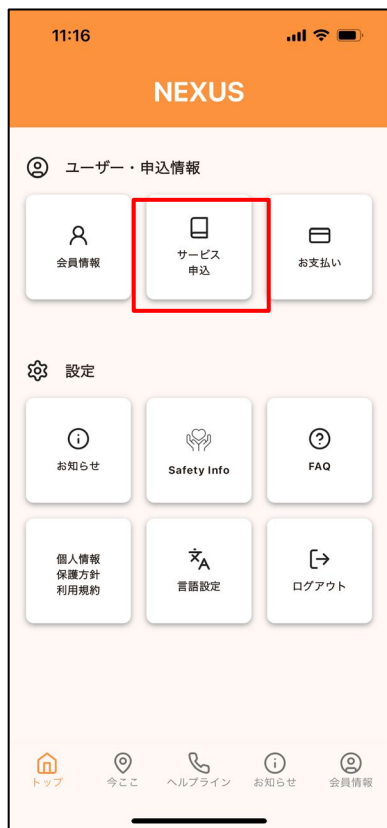 11:16
NEXUS
ユーザー・申込情報
会員情報
サービス
申込
お支払い
設定
お知らせ
Safety Info
FAQ
個人情報
保護方針
利用規約
言語設定
ログアウト
トップ
今ここ
ヘルプライン
お知らせ
会員情報